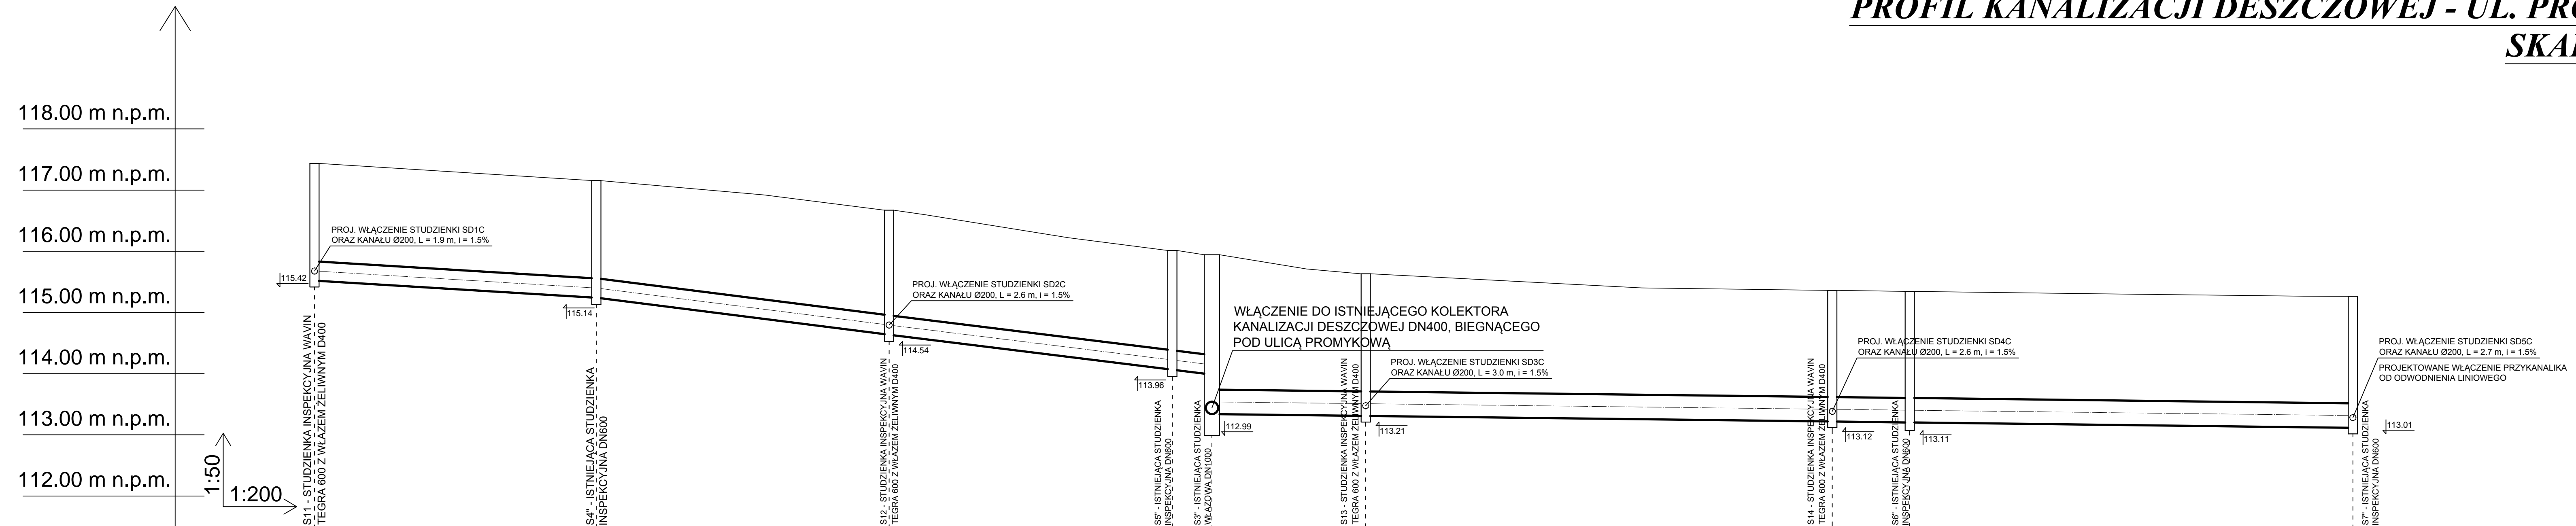 PROFIL KANALIZACJI DESZCZOWEJ - UL.
118.00 m n.p.m.
117.00 m n.p.m.
116.00 m n.p.m.
115.00 m n.p.m.
114.00 m n.p.m.
113.00 m n.p.m.
112.00 m n.p.m.
1:50
1:200
115.42
PROJ. WŁĄCZENIE STUDZIENKI SD1C
ORAZ KANAŁU Ø200, L = 1.9 m, i = 1.5%
S11 - STUDZIENKA INSPEKCYJNA WAVIN
TEGRA 600 Z WŁAZEM ŻELIWNYM D400
115.14
S4" - ISTNIEJĄCA STUDZIENKA
INSPEKCYJNA DN600
PROJ. WŁĄCZENIE STUDZIENKI SD2C
ORAZ KANAŁU Ø200, L = 2.6 m, i = 1.5%
114.54
S12 - STUDZIENKA INSPEKCYJNA WAVIN
TEGRA 600 Z WŁAZEM ŻELIWNYM D400
113.96
S5" - ISTNIEJĄCA STUDZIENKA
INSPEKCYJNA DN600
S3" - ISTNIEJĄCA STUDZIENKA
WŁAZOWA DN1000
112.99
WŁĄCZENIE DO ISTNIEJĄCEGO KOLEKTORA
KANALIZACJI DESZCZOWEJ DN400, BIEGNĄCEGO
POD ULICĄ PROMYKOWĄ
PROJ. WŁĄCZENIE STUDZIENKI SD3C
ORAZ KANAŁU Ø200, L = 3.0 m, i = 1.5%
113.21
S13 - STUDZIENKA INSPEKCYJNA WAVIN
TEGRA 600 Z WŁAZEM ŻELIWNYM D400
PROJ. WŁĄCZENIE STUDZIENKI SD4C
ORAZ KANAŁU Ø200, L = 2.6 m, i = 1.5%
113.12
S14 - STUDZIENKA INSPEKCYJNA WAVIN
TEGRA 600 Z WŁAZEM ŻELIWNYM D400
113.11
S6" - ISTNIEJĄCA STUDZIENKA
INSPEKCYJNA DN600
PROJ. WŁĄCZENIE STUDZIENKI SD5C
ORAZ KANAŁU Ø200, L = 2.7 m, i = 1.5%
PROJEKTOWANE WŁĄCZENIE PRZYKANALIKA
OD ODWODNIENIA LINIOWEGO
113.01
S7" - ISTNIEJĄCA STUDZIENKA
INSPEKCYJNA DN600